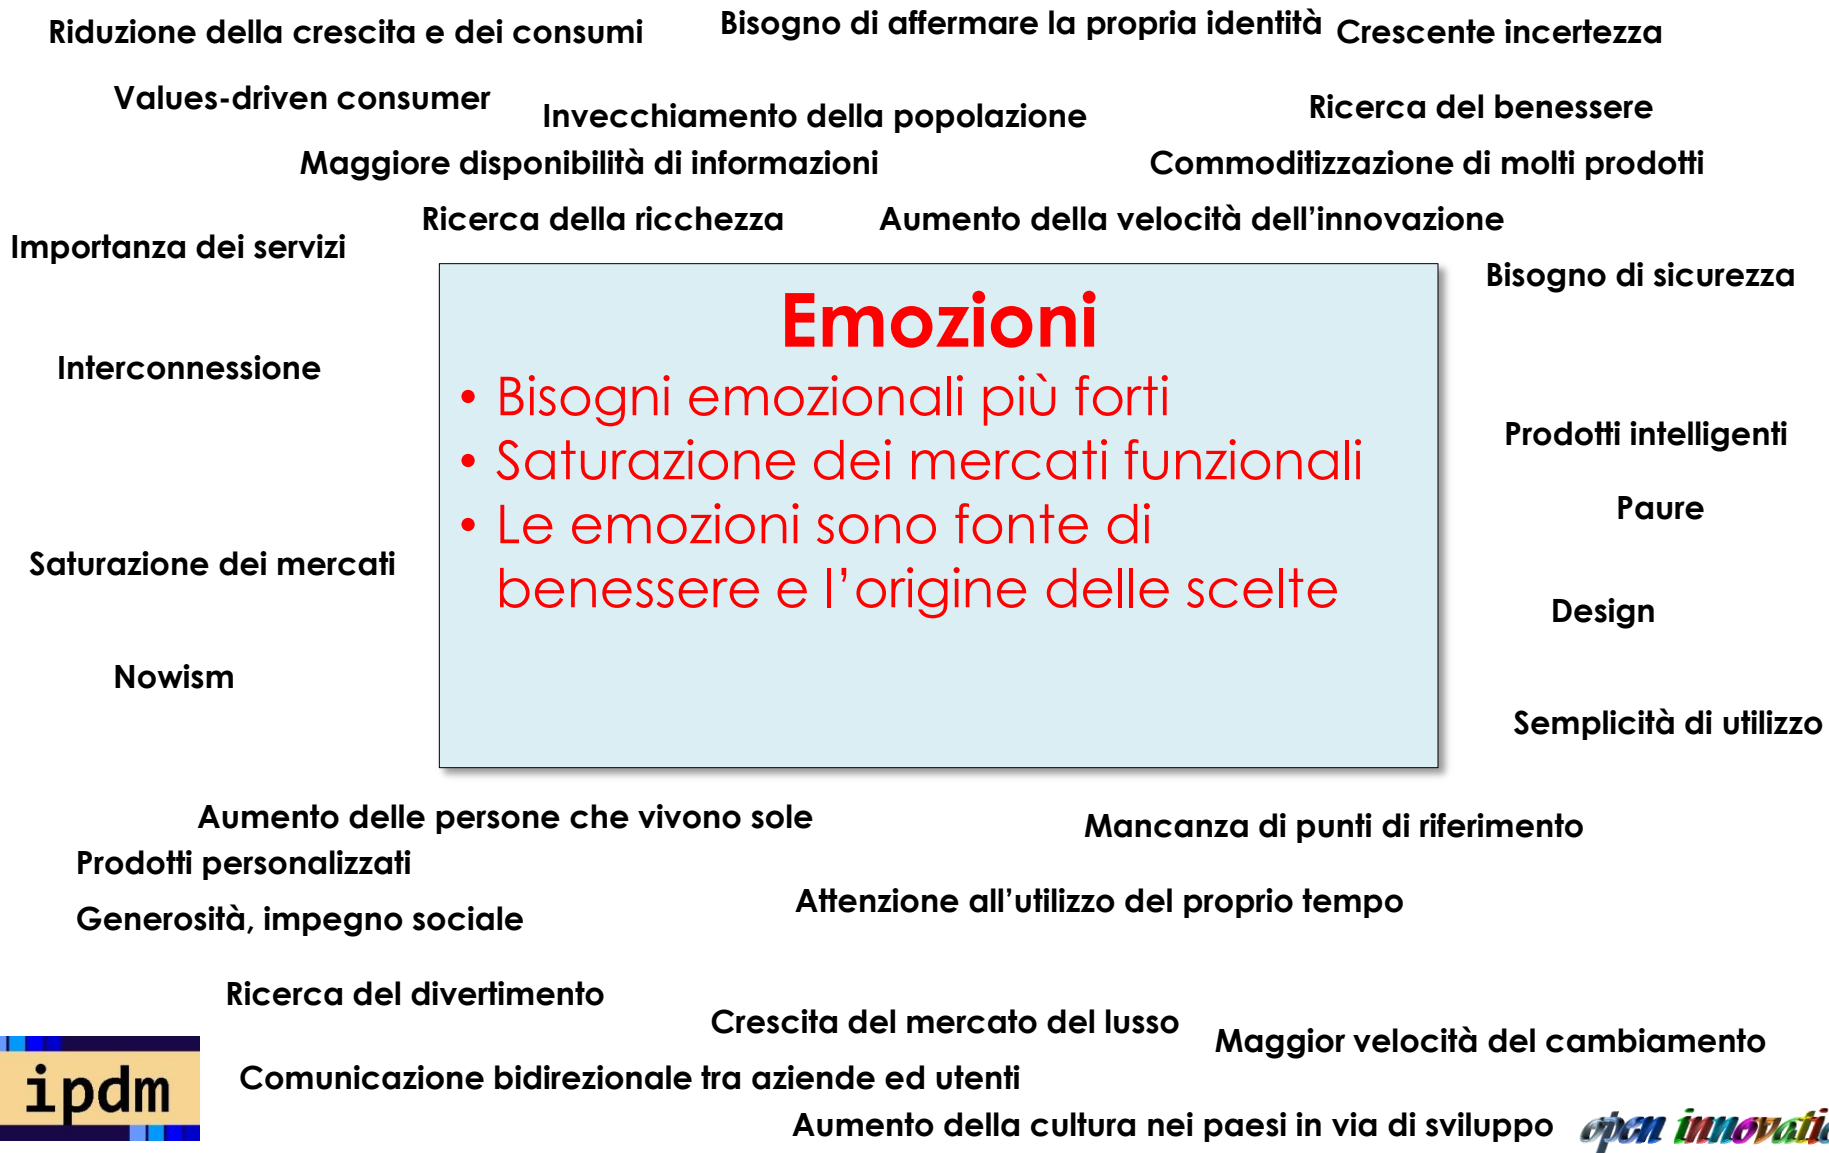 Riduzione della crescita e dei consumi
Bisogno di affermare la propria identità
Crescente incertezza
Values-driven consumer
Invecchiamento della popolazione
Ricerca del benessere
Maggiore disponibilità di informazioni
Commoditizzazione di molti prodotti
Ricerca della ricchezza
Aumento della velocità dell’innovazione
Importanza dei servizi
Bisogno di sicurezza
Emozioni
• Bisogni emozionali più forti
• Saturazione dei mercati funzionali
• Le emozioni sono fonte di
benessere e l’origine delle scelte
Interconnessione
Prodotti intelligenti
Paure
Saturazione dei mercati
Design
Nowism
Semplicità di utilizzo
Aumento delle persone che vivono sole
Mancanza di punti di riferimento
Prodotti personalizzati
Attenzione all’utilizzo del proprio tempo
Generosità, impegno sociale
Ricerca del divertimento
Crescita del mercato del lusso
Maggior velocità del cambiamento
ipdm
Comunicazione bidirezionale tra aziende ed utenti
Aumento della cultura nei paesi in via di sviluppo
open